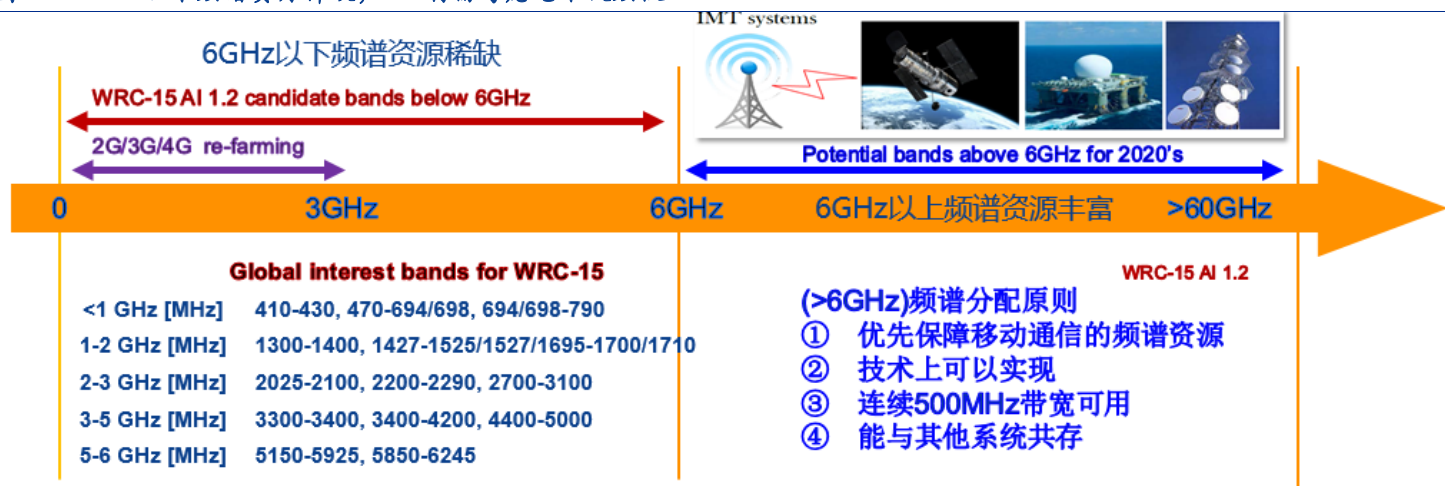 IMT systems
6GHz以下频谱资源稀缺
WRC-15 AI 1.2 candidate bands below 6GHz
2G/3G/4G re-farming
Potential bands above 6GHz for 2020's
0 3GHz 6GHz 6GHz以上频谱资源丰富 >60GHz
Global interest bands for WRC-15
<1 GHz [MHz] 410-430, 470-694/698, 694/698-790
1-2 GHz [MHz] 1300-1400, 1427-1525/1527/1695-1700/1710
2-3 GHz [MHz] 2025-2100, 2200-2290, 2700-3100
3-5 GHz [MHz] 3300-3400, 3400-4200, 4400-5000
5-6 GHz [MHz] 5150-5925, 5850-6245
WRC-15 AI 1.2
(>6GHz)频谱分配原则
① 优先保障移动通信的频谱资源
② 技术上可以实现
③ 连续500MHz带宽可用
④ 能与其他系统共存